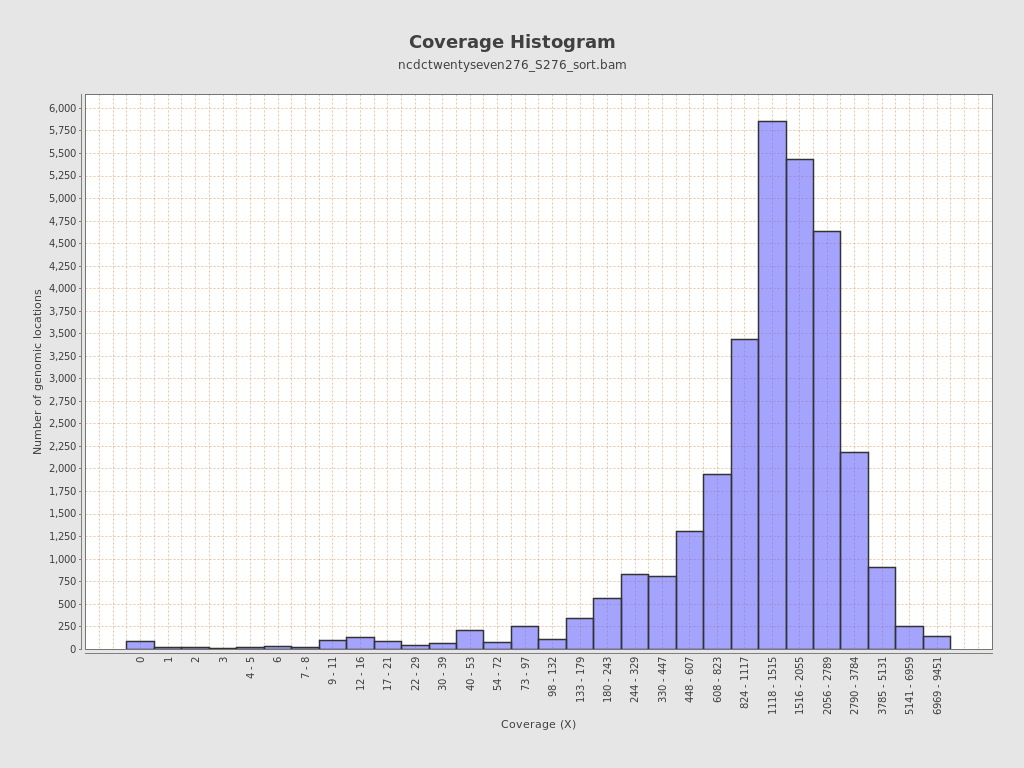 Coverage Histogram
ncdctwentyseven276_S276_sort.bam
Number of genomic locations
6,000
5,750
5,500
5,250
5,000
4,750
4,500
4,250
4,000
3,750
3,500
3,250
3,000
2,750
2,500
2,250
2,000
1,750
1,500
1,250
1,000
750
500
250
0
0
1
2
3
4 - 5
6
7 - 8
9 - 11
12 - 16
17 - 21
22 - 29
30 - 39
40 - 53
54 - 72
73 - 97
98 - 132
133 - 179
180 - 243
244 - 329
330 - 447
448 - 607
608 - 823
824 - 1117
1118 - 1515
1516 - 2055
2056 - 2789
2790 - 3784
3785 - 5131
5141 - 6959
6969 - 9451
Coverage (X)